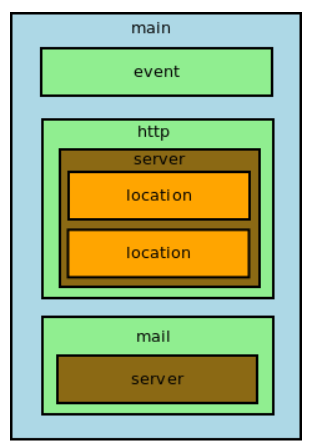 main
event
http
server
location
location
mail
server